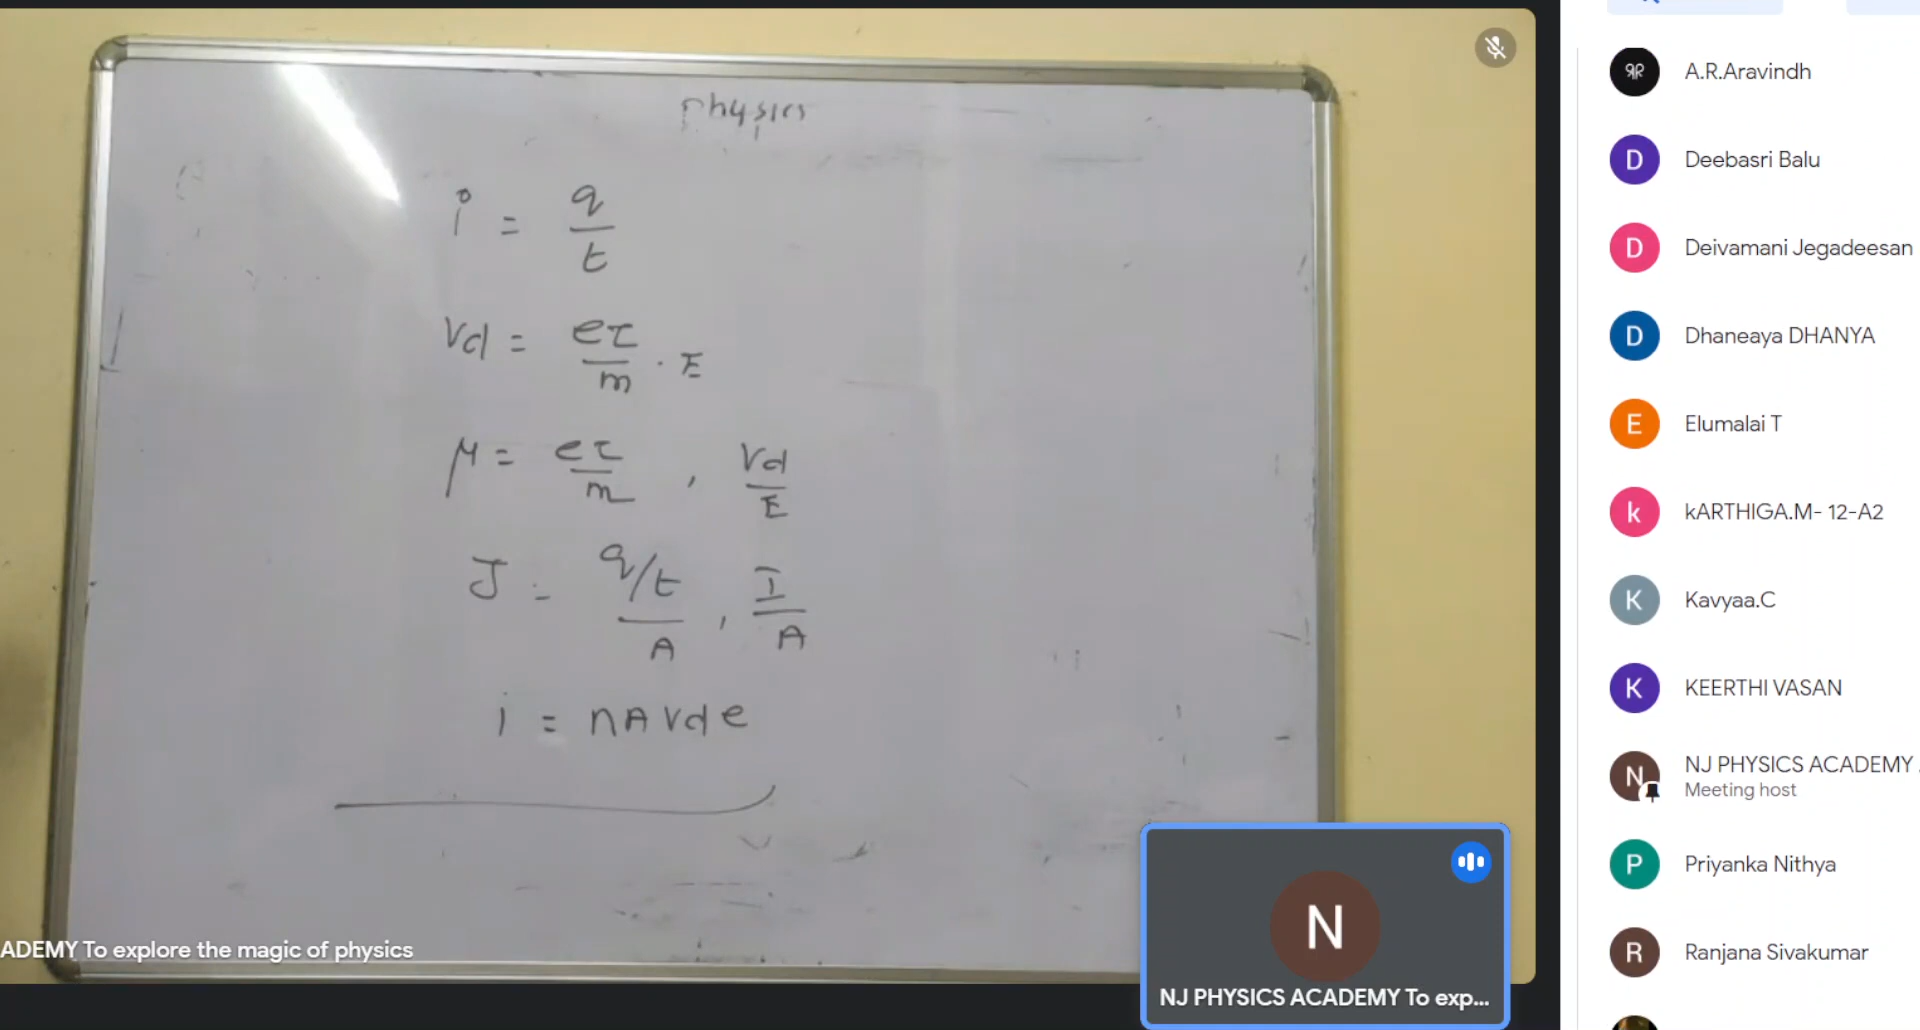 Physics
i = q/t
Vd = eτ/m . E
μ = eτ/m , Vd/E
J = q/t/A , I/A
i = nAVde
ADEMY To explore the magic of physics
N
NJ PHYSICS ACADEMY To exp...
A.R.Aravindh
D
Deebasri Balu
D
Deivamani Jegadeesan
D
Dhaneaya DHANYA
E
Elumalai T
k
kARTHIGA.M- 12-A2
K
Kavyaa.C
K
KEERTHI VASAN
N
NJ PHYSICS ACADEMY
Meeting host
P
Priyanka Nithya
R
Ranjana Sivakumar